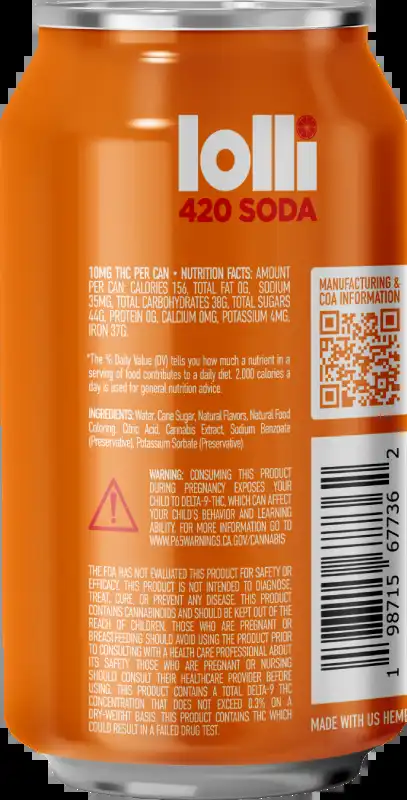 lolli
420 SODA
10MG THC PER CAN • NUTRITION FACTS: AMOUNT
PER CAN: CALORIES 156, TOTAL FAT 0G, SODIUM
35MG, TOTAL CARBOHYDRATES 38G, TOTAL SUGARS
44G, PROTEIN 0G, CALCIUM 0MG, POTASSIUM 4MG,
IRON 37G.
*The % Daily Value (DV) tells you how much a nutrient in a
serving of food contributes to a daily diet. 2,000 calories a
day is used for general nutrition advice.
INGREDIENTS: Water, Cane Sugar, Natural Flavors, Natural Food
Coloring, Citric Acid, Cannabis Extract, Sodium Benzoate
(Preservative), Potassium Sorbate (Preservative)
WARNING: CONSUMING THIS PRODUCT
DURING PREGNANCY EXPOSES YOUR
CHILD TO DELTA-9-THC, WHICH CAN AFFECT
YOUR CHILD'S BEHAVIOR AND LEARNING
ABILITY. FOR MORE INFORMATION GO TO
WWW.P65WARNINGS.CA.GOV/CANNABIS
THE FDA HAS NOT EVALUATED THIS PRODUCT FOR SAFETY OR
EFFICACY. THIS PRODUCT IS NOT INTENDED TO DIAGNOSE,
TREAT, CURE, OR PREVENT ANY DISEASE. THIS PRODUCT
CONTAINS CANNABINOIDS AND SHOULD BE KEPT OUT OF THE
REACH OF CHILDREN. THOSE WHO ARE PREGNANT OR
BREASTFEEDING SHOULD AVOID USING THE PRODUCT PRIOR
TO CONSULTING WITH A HEALTH CARE PROFESSIONAL ABOUT
ITS SAFETY. THOSE WHO ARE PREGNANT OR NURSING
SHOULD CONSULT THEIR HEALTHCARE PROVIDER BEFORE
USING. THIS PRODUCT CONTAINS A TOTAL DELTA-9 THC
CONCENTRATION THAT DOES NOT EXCEED 0.3% ON A
DRY-WEIGHT BASIS. THIS PRODUCT CONTAINS THC WHICH
COULD RESULT IN A FAILED DRUG TEST.
MANUFACTURING &
COA INFORMATION
1 98715 67736 2
MADE WITH US HEMP